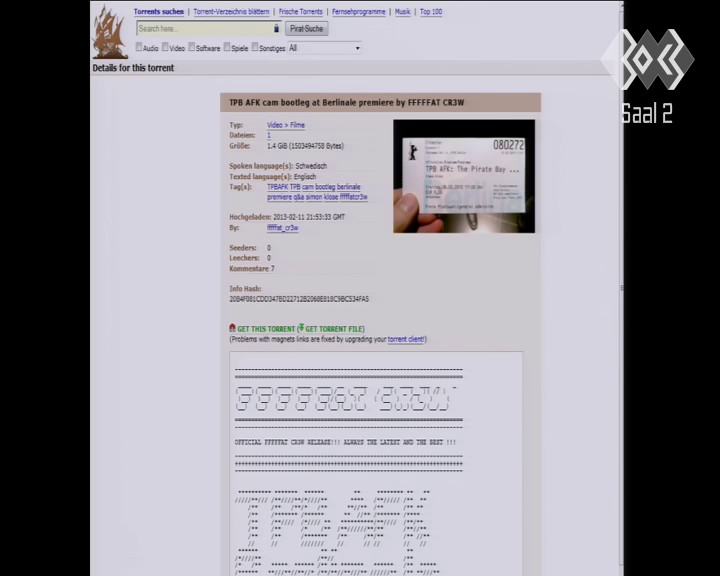 Torrents suchen | Torrent-Verzeichnis blättern | Frische Torrents | Fernsehprogramme | Musik | Top 100
Search here...
Pirat-Suche
Audio Video Software Spiele Sonstiges All
Details for this torrent
Saal 2
TPB AFK cam bootleg at Berlinale premiere by FFFFFAT CR3W
Typ: Video > Filme
Dateien: 1
Größe: 1.4 GiB (1503494758 Bytes)
Spoken language(s): Schwedisch
Texted language(s): Englisch
Tag(s): TPBAFK TPB cam bootleg berlinale
premiere q&a simon klose fffffatcr3w
Hochgeladen: 2013-02-11 21:53:33 GMT
By: fffffat_cr3w
Seeders: 0
Leechers: 0
Kommentare 7
080272
TPB AFK: The Pirate Bay ...
Info Hash:
GET THIS TORRENT ( GET TORRENT FILE)
(Problems with magnets links are fixed by upgrading your torrent client!)
OFFICIAL FFFFFAT CR3W RELEASE!!! ALWAYS THE LATEST AND THE BEST !!!